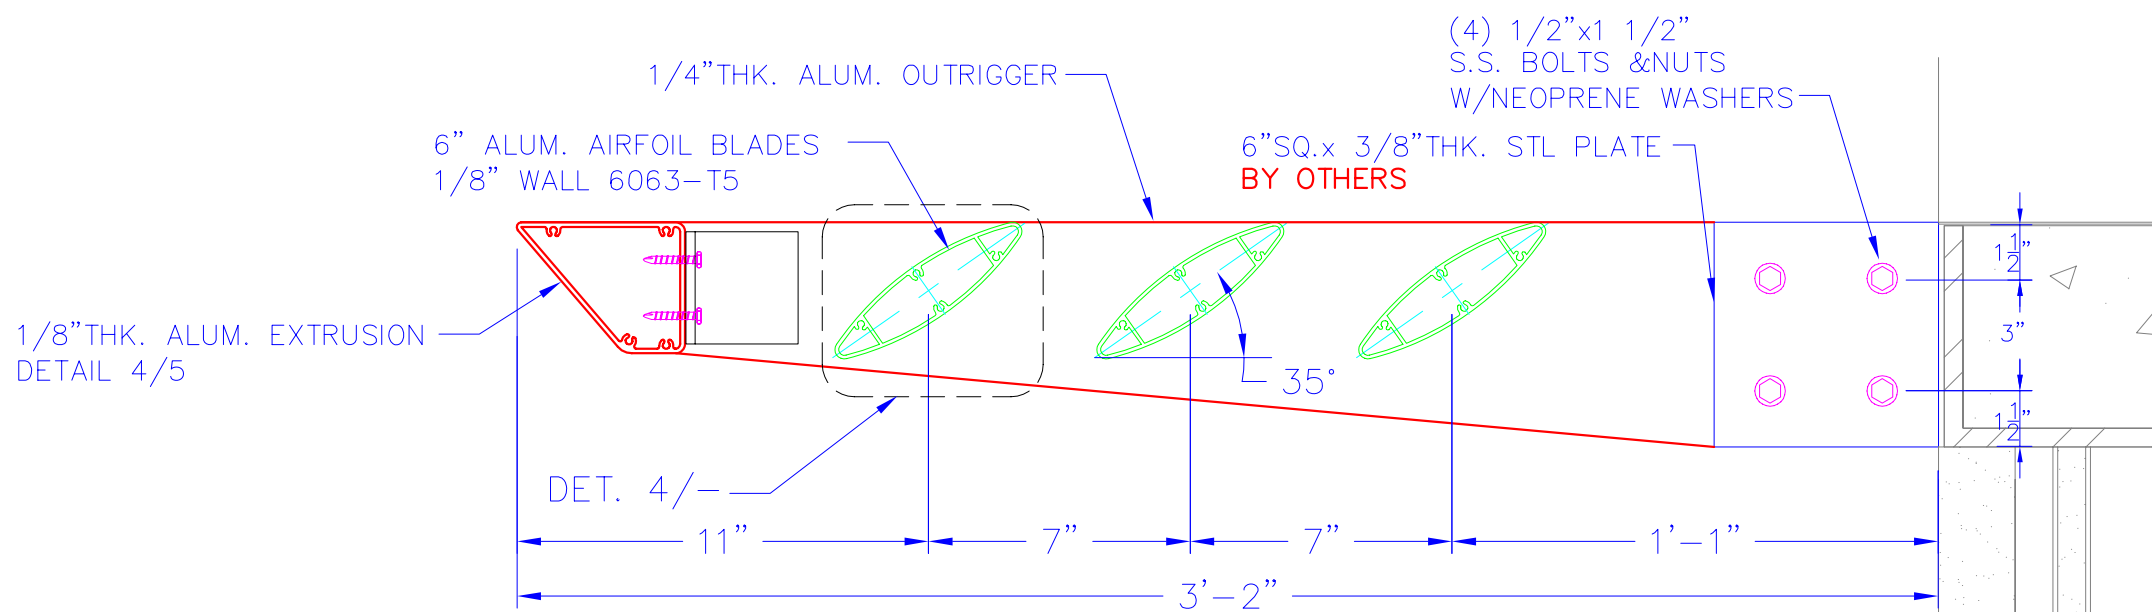 (4) 1/2”x1 1/2”
S.S. BOLTS &NUTS
W/NEOPRENE WASHERS
1/4”THK. ALUM. OUTRIGGER
6” ALUM. AIRFOIL BLADES
1/8” WALL 6063-T5
6”SQ.x 3/8”THK. STL PLATE
BY OTHERS
1/8”THK. ALUM. EXTRUSION
DETAIL 4/5
1 1/2”
3”
1 1/2”
35°
DET. 4/-
11”
7”
7”
1’-1”
3’-2”